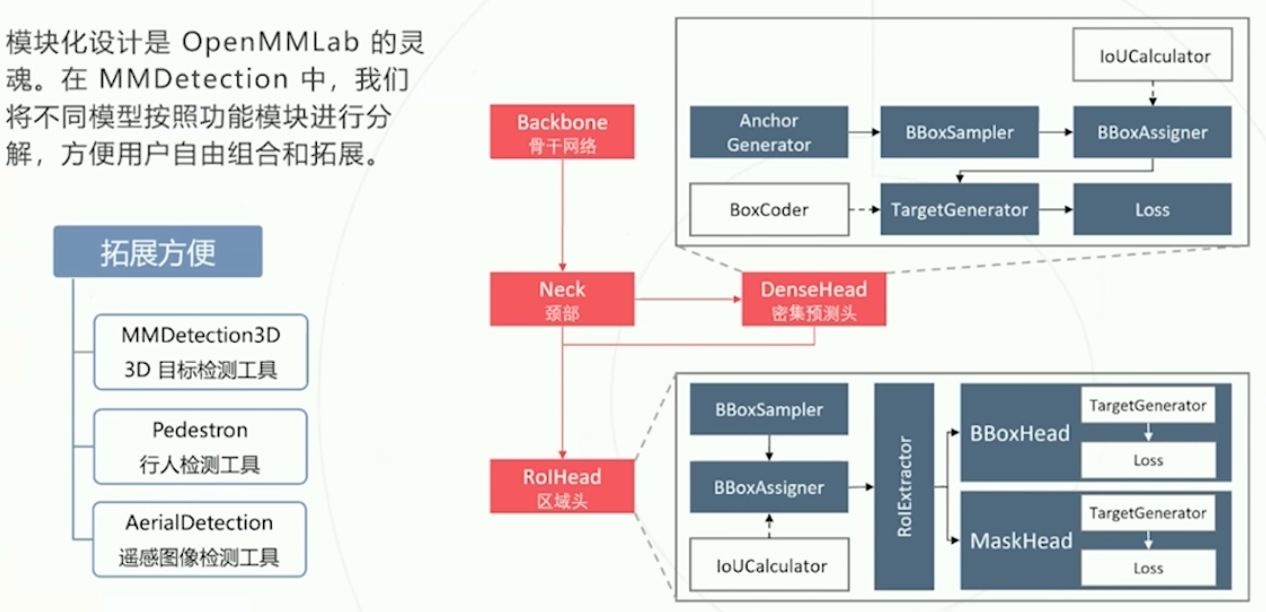 模块化设计是 OpenMMLab 的灵
魂。在 MMDetection 中，我们
将不同模型按照功能模块进行分
解，方便用户自由组合和拓展。
拓展方便
MMDetection3D
3D 目标检测工具
Pedestron
行人检测工具
AerialDetection
遥感图像检测工具
Backbone
骨干网络
Neck
颈部
DenseHead
密集预测头
RoIHead
区域头
IoUCalculator
Anchor
Generator
BBoxSampler
BBoxAssigner
BoxCoder
TargetGenerator
Loss
BBoxSampler
BBoxAssigner
IoUCalculator
RoIExtractor
BBoxHead
TargetGenerator
Loss
MaskHead
TargetGenerator
Loss